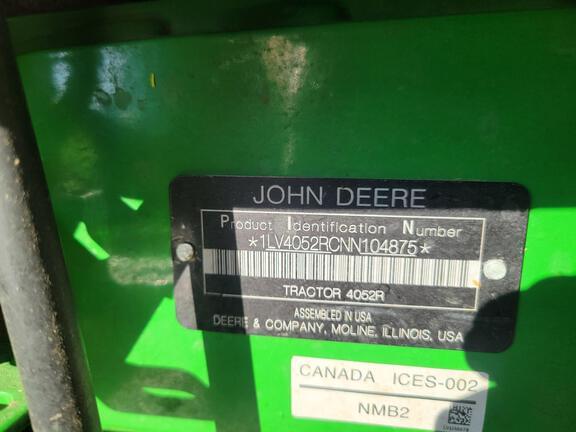 JOHN DEERE
Product Identification Number
*1LV4052RCNN104875*
TRACTOR 4052R
ASSEMBLED IN USA
DEERE & COMPANY, MOLINE, ILLINOIS, USA
CANADA ICES-002
NMB2